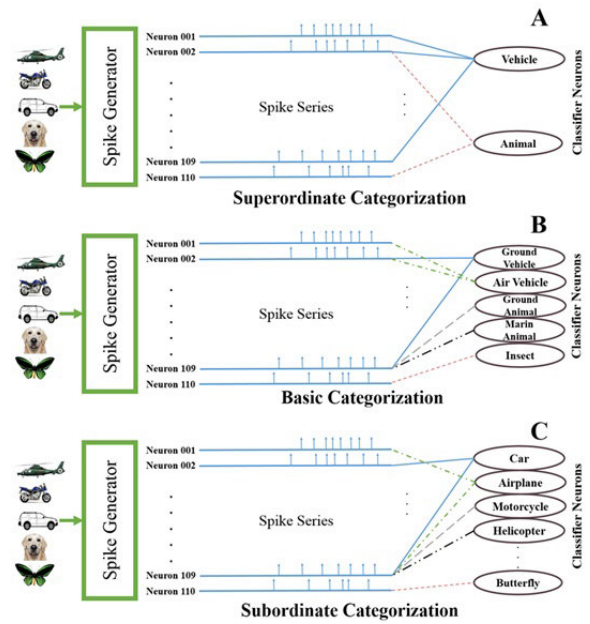 A
Spike Generator
Neuron 001
Neuron 002
Spike Series
Neuron 109
Neuron 110
Vehicle
Animal
Classifier Neurons
Superordinate Categorization
B
Spike Generator
Neuron 001
Neuron 002
Spike Series
Neuron 109
Neuron 110
Ground
Vehicle
Air Vehicle
Ground
Animal
Marin
Animal
Insect
Classifier Neurons
Basic Categorization
C
Spike Generator
Neuron 001
Neuron 002
Spike Series
Neuron 109
Neuron 110
Car
Airplane
Motorcycle
Helicopter
Butterfly
Classifier Neurons
Subordinate Categorization